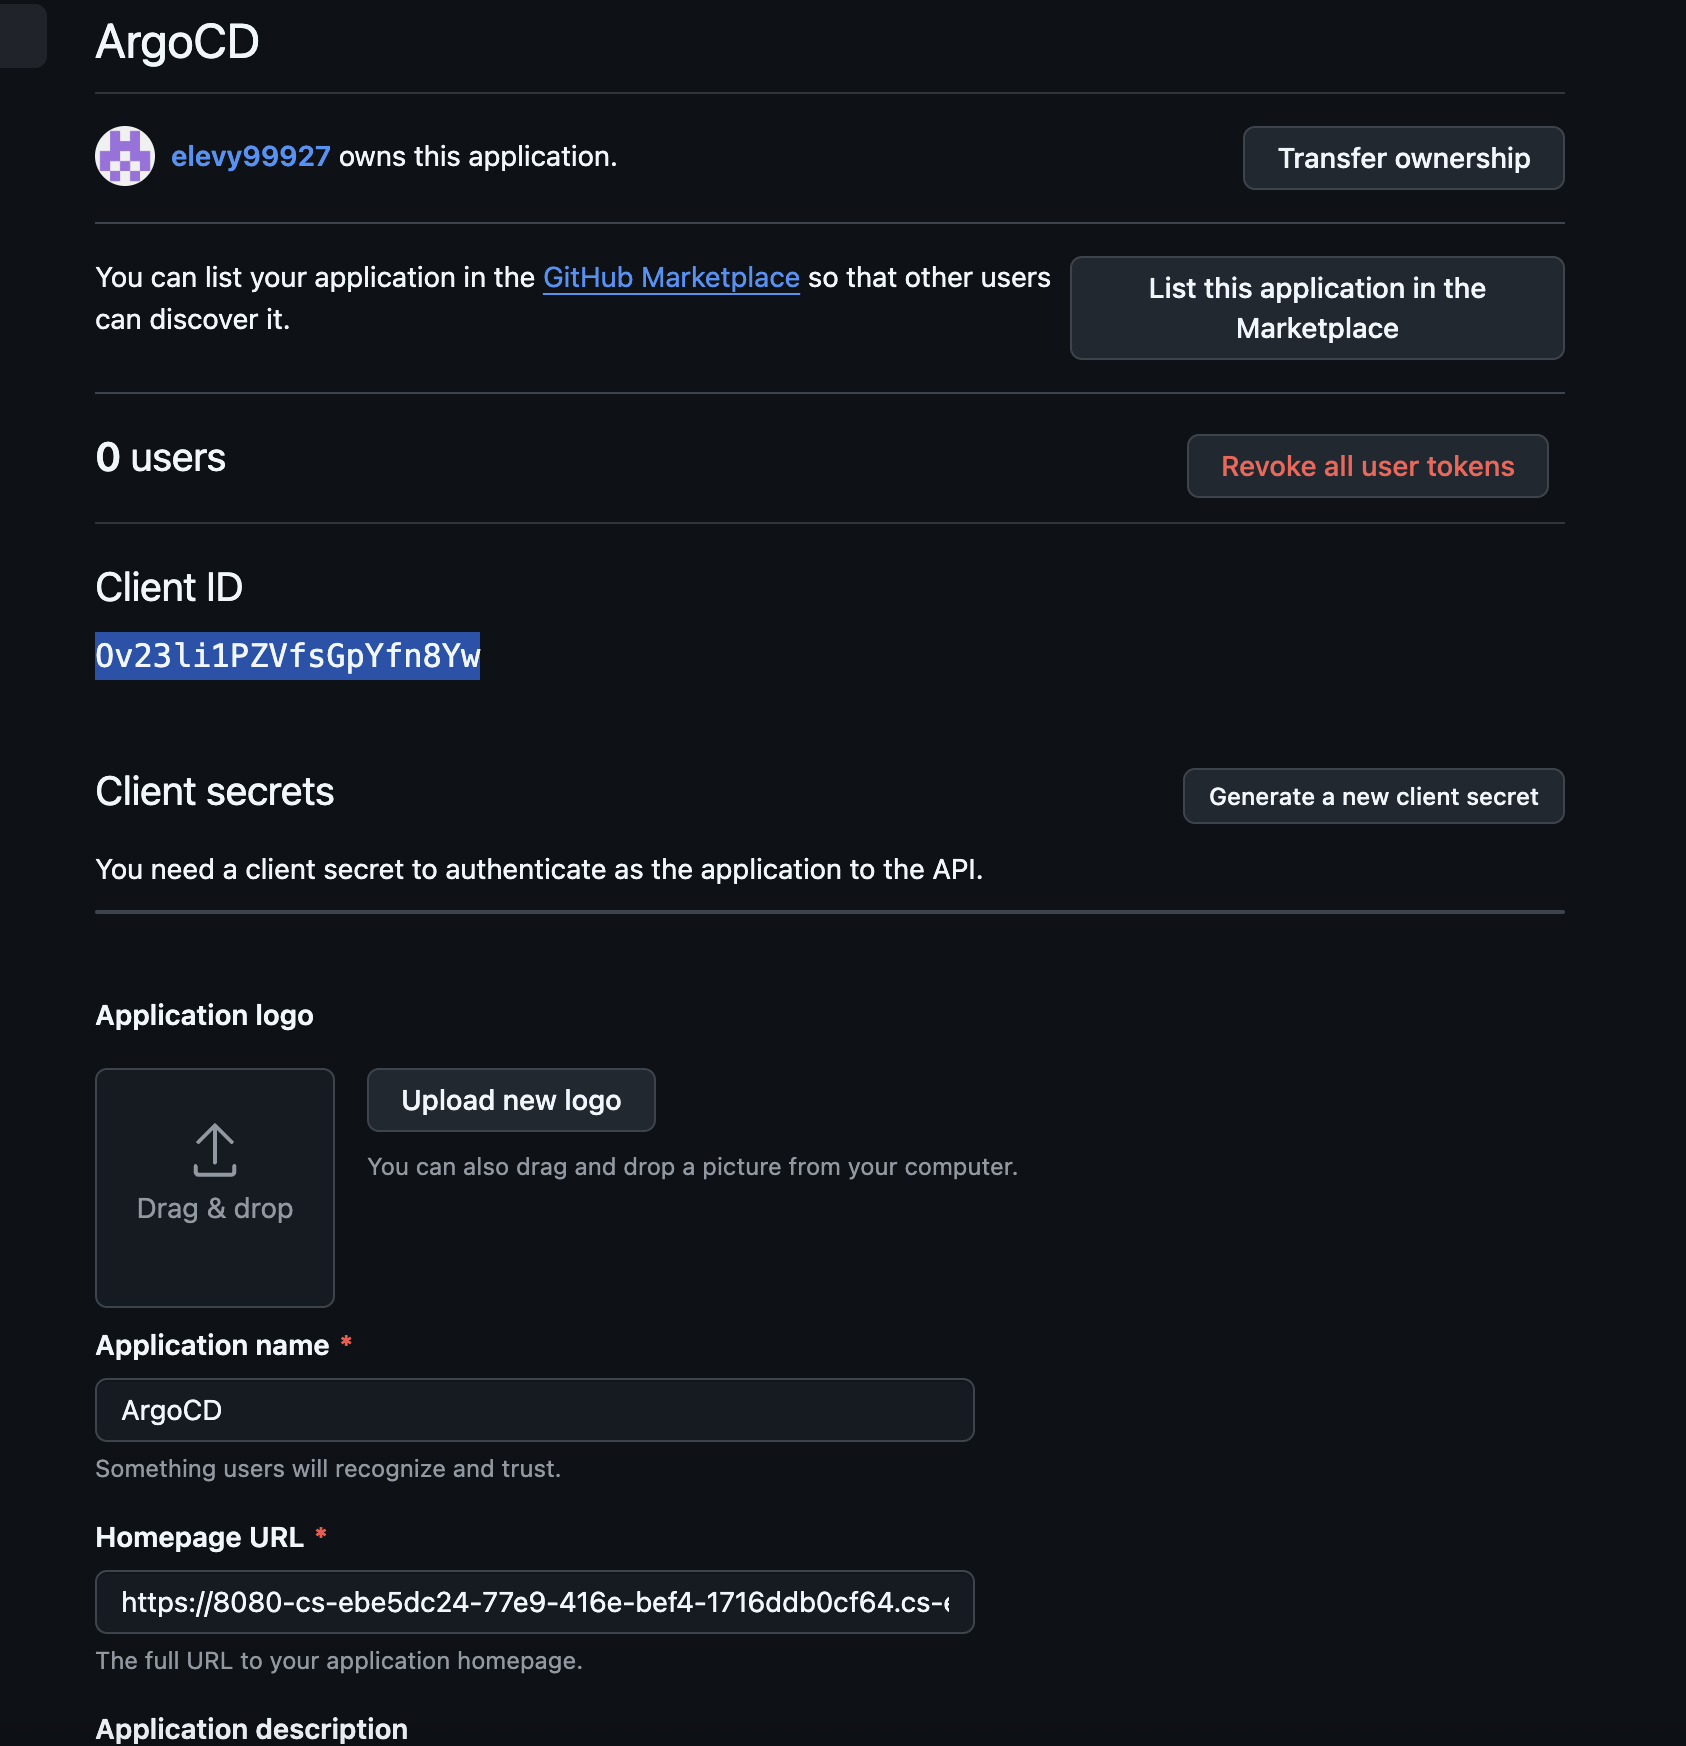 ArgoCD
elevy99927 owns this application.
Transfer ownership
You can list your application in the GitHub Marketplace so that other users
can discover it.
List this application in the
Marketplace
0 users
Revoke all user tokens
Client ID
Ov23li1PZVfsGpYfn8Yw
Client secrets
Generate a new client secret
You need a client secret to authenticate as the application to the API.
Application logo
Drag & drop
Upload new logo
You can also drag and drop a picture from your computer.
Application name *
ArgoCD
Something users will recognize and trust.
Homepage URL *
https://8080-cs-ebe5dc24-77e9-416e-bef4-1716ddb0cf64.cs-
The full URL to your application homepage.
Application description